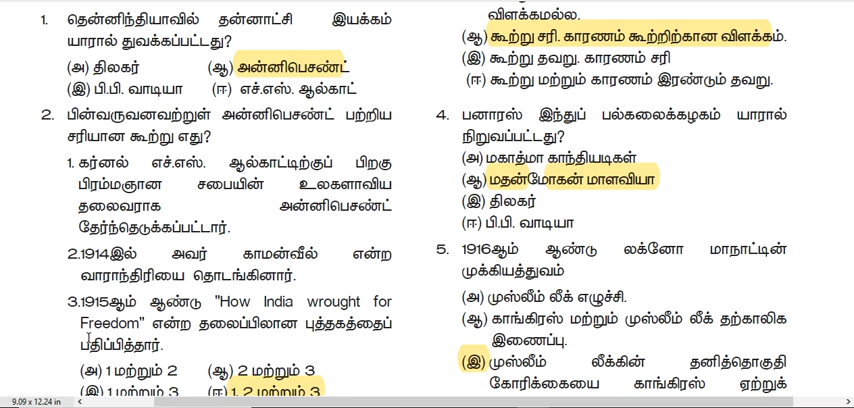 1. தென்னிந்தியாவில் தன்னாட்சி இயக்கம்
யாரால் துவக்கப்பட்டது?
(அ) திலகர் (ஆ) அன்னிபெசண்ட்
(இ) பி.பி. வாடியா (ஈ) எச்.எஸ். ஆல்காட்
2. பின்வருவனவற்றுள் அன்னிபெசண்ட் பற்றிய
சரியான கூற்று எது?
1. கர்னல் எச்.எஸ். ஆல்காட்டிற்குப் பிறகு
பிரம்மஞான சபையின் உலகளாவிய
தலைவராக அன்னிபெசண்ட்
தேர்ந்தெடுக்கப்பட்டார்.
2.1914இல் அவர் காமன்வீல் என்ற
வாராந்திரியை தொடங்கினார்.
3.1915ஆம் ஆண்டு "How India wrought for
Freedom" என்ற தலைப்பிலான புத்தகத்தைப்
பதிப்பித்தார்.
(அ) 1 மற்றும் 2 (ஆ) 2 மற்றும் 3
(இ) 1 மற்றும் 3 (ஈ) 1, 2 மற்றும் 3
விளக்கமல்ல.
(ஆ) கூற்று சரி. காரணம் கூற்றிற்கான விளக்கம்.
(இ) கூற்று தவறு. காரணம் சரி
(ஈ) கூற்று மற்றும் காரணம் இரண்டும் தவறு.
4. பனாரஸ் இந்துப் பல்கலைக்கழகம் யாரால்
நிறுவப்பட்டது?
(அ) மகாத்மா காந்தியடிகள்
(ஆ) மதன்மோகன் மாளவியா
(இ) திலகர்
(ஈ) பி.பி. வாடியா
5. 1916ஆம் ஆண்டு லக்னோ மாநாட்டின்
முக்கியத்துவம்
(அ) முஸ்லீம் லீக் எழுச்சி.
(ஆ) காங்கிரஸ் மற்றும் முஸ்லீம் லீக் தற்காலிக
இணைப்பு.
(இ) முஸ்லீம் லீக்கின் தனித்தொகுதி
கோரிக்கையை காங்கிரஸ் ஏற்றுக்
9.09 x 12.24 in